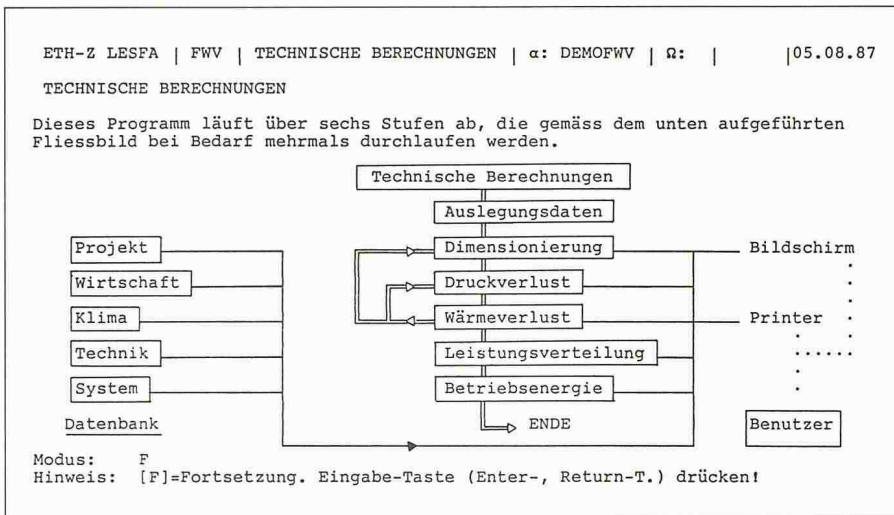 ETH-Z LESFA | FWV | TECHNISCHE BERECHNUNGEN | α: DEMOFWV | Ω: | |05.08.87
TECHNISCHE BERECHNUNGEN
Dieses Programm läuft über sechs Stufen ab, die gemäss dem unten aufgeführten
Fliessbild bei Bedarf mehrmals durchlaufen werden.
Technische Berechnungen
Auslegungsdaten
Projekt
Dimensionierung
Bildschirm
Wirtschaft
Druckverlust
Klima
Wärmeverlust
Printer
Technik
Leistungsverteilung
System
Betriebsenergie
Datenbank
ENDE
Benutzer
Modus: F
Hinweis: [F]=Fortsetzung. Eingabe-Taste (Enter-, Return-T.) drücken!